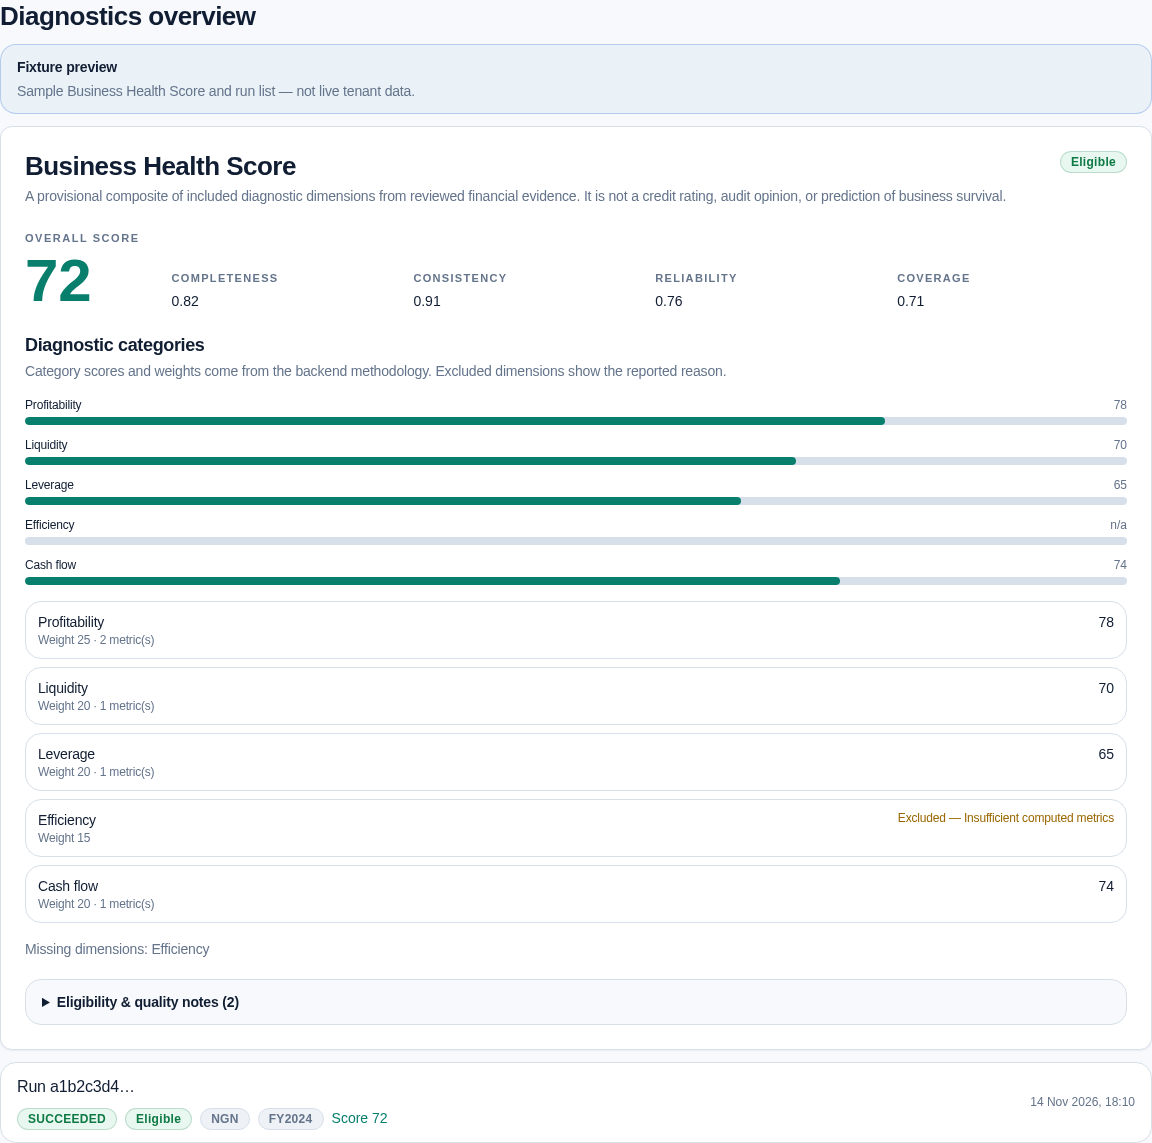 Diagnostics overview
Fixture preview
Sample Business Health Score and run list — not live tenant data.
Business Health Score
Eligible
A provisional composite of included diagnostic dimensions from reviewed financial evidence. It is not a credit rating, audit opinion, or prediction of business survival.
OVERALL SCORE
72
COMPLETENESS
0.82
CONSISTENCY
0.91
RELIABILITY
0.76
COVERAGE
0.71
Diagnostic categories
Category scores and weights come from the backend methodology. Excluded dimensions show the reported reason.
Profitability 78
Liquidity 70
Leverage 65
Efficiency n/a
Cash flow 74
Profitability 78
Weight 25 · 2 metric(s)
Liquidity 70
Weight 20 · 1 metric(s)
Leverage 65
Weight 20 · 1 metric(s)
Efficiency Excluded — Insufficient computed metrics
Weight 15
Cash flow 74
Weight 20 · 1 metric(s)
Missing dimensions: Efficiency
Eligibility & quality notes (2)
Run a1b2c3d4…
14 Nov 2026, 18:10
SUCCEEDED Eligible NGN FY2024 Score 72